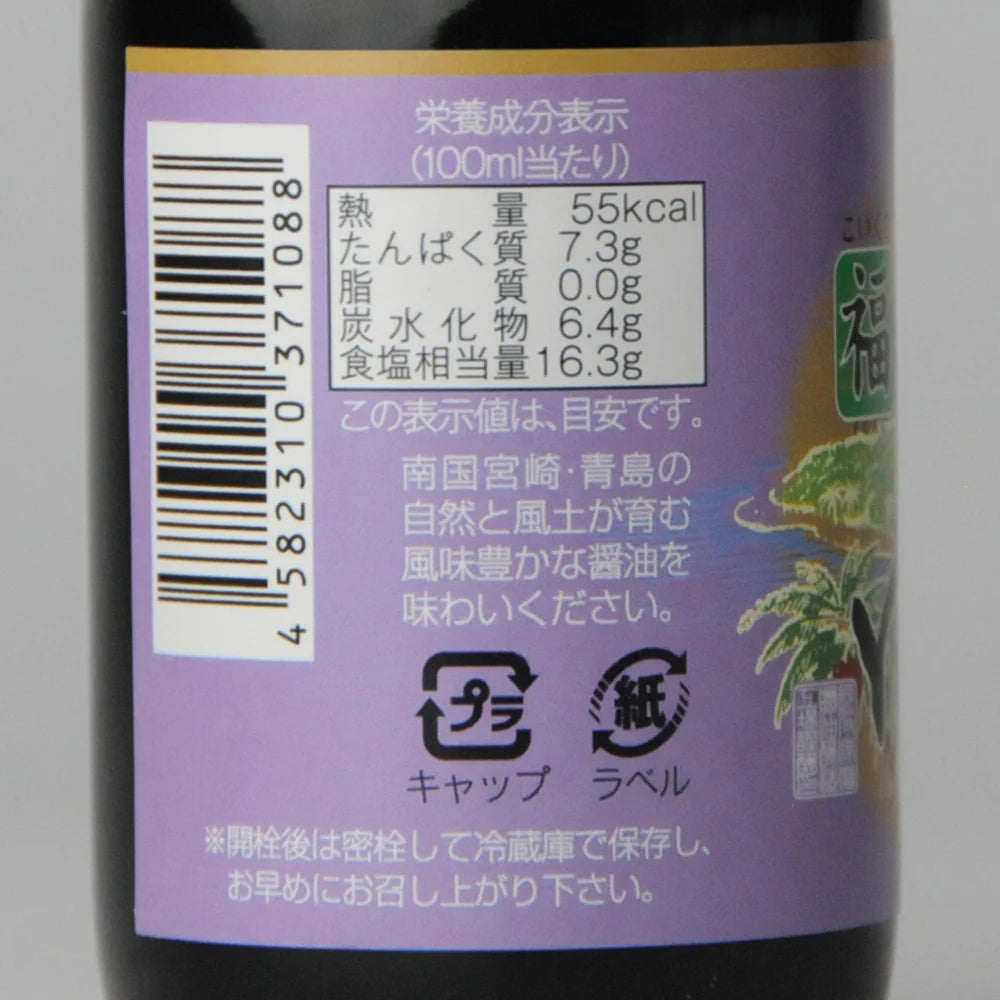 栄養成分表示
(100ml当たり)
熱量 55kcal
たんぱく質 7.3g
脂質 0.0g
炭水化物 6.4g
食塩相当量 16.3g
この表示値は、目安です。
南国宮崎・青島の
自然と風土が育む
風味豊かな醤油を
味わいください。
プラ
キャップ
紙
ラベル
※開栓後は密栓して冷蔵庫で保存し、
お早めにお召し上がり下さい。
4582310371088
こいくち
福